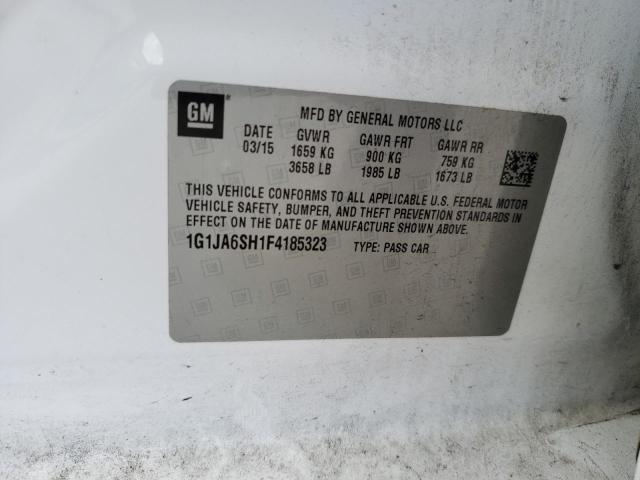 GM
MFD BY GENERAL MOTORS LLC
DATE GVWR GAWR FRT GAWR RR
03/15 1659 KG 900 KG 759 KG
3658 LB 1985 LB 1673 LB
THIS VEHICLE CONFORMS TO ALL APPLICABLE U.S. FEDERAL MOTOR
VEHICLE SAFETY, BUMPER, AND THEFT PREVENTION STANDARDS IN
EFFECT ON THE DATE OF MANUFACTURE SHOWN ABOVE.
1G1JA6SH1F4185323 TYPE: PASS CAR